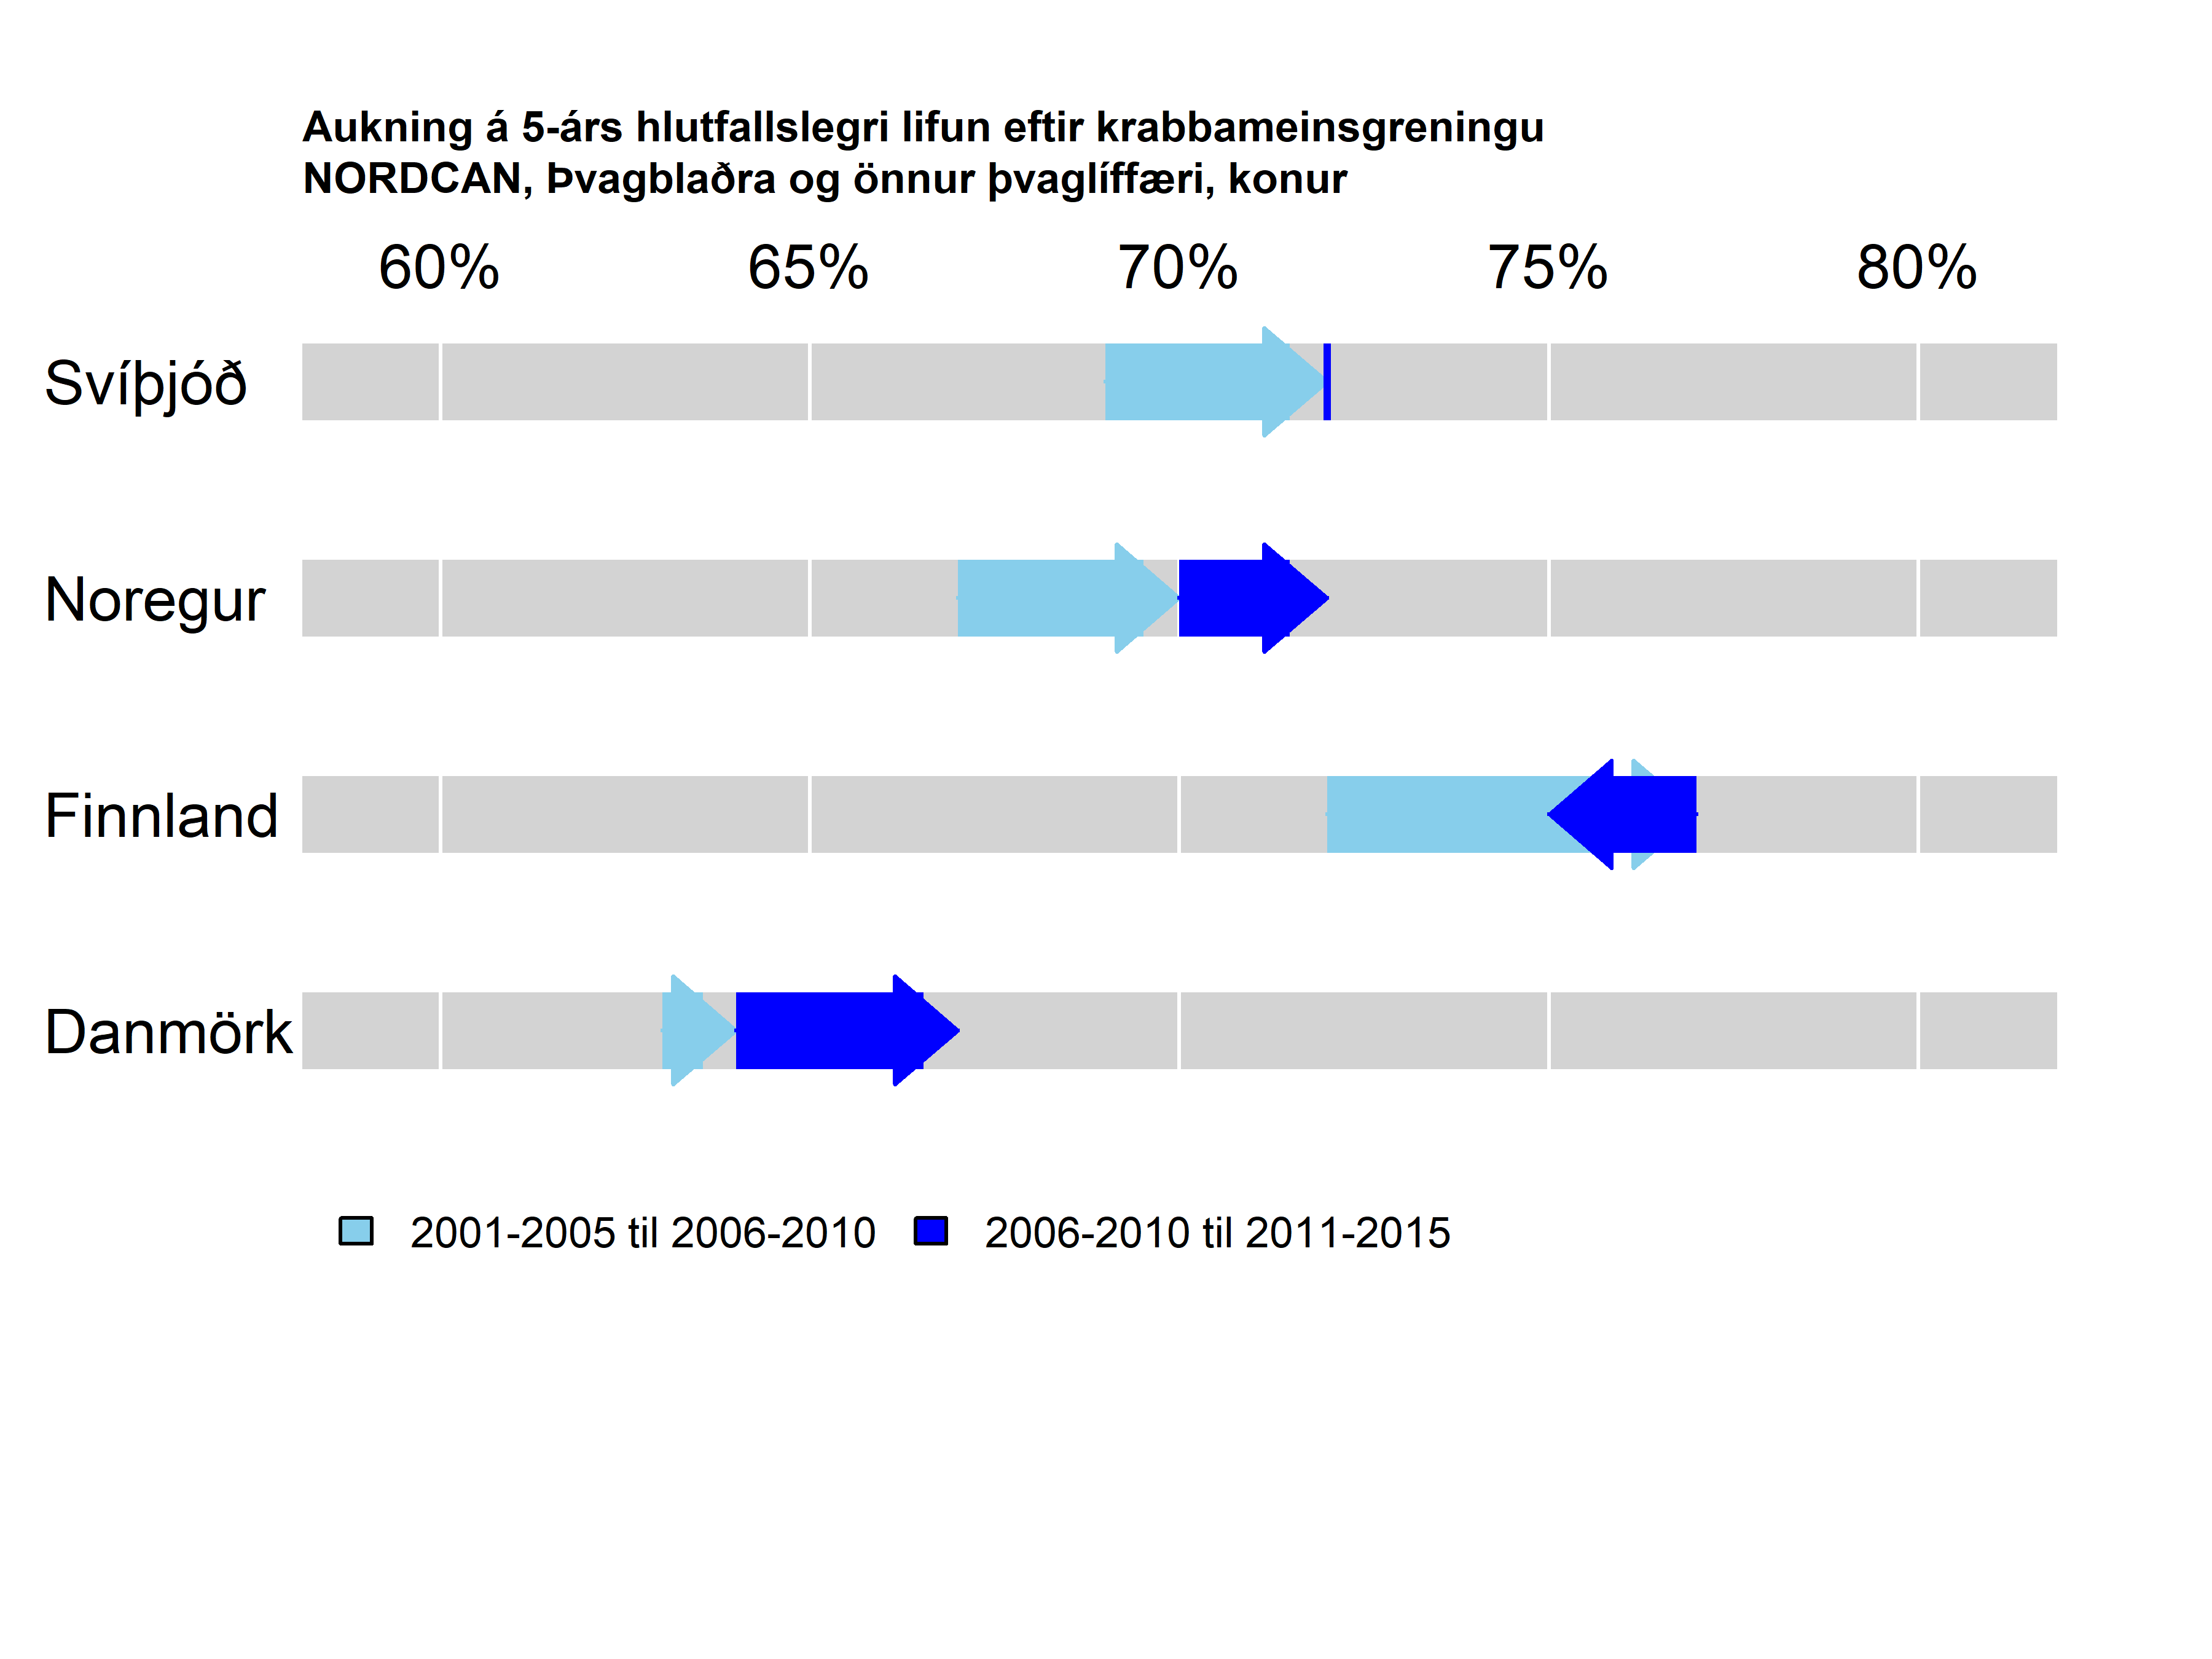 Aukning á 5-árs hlutfallslegri lifun eftir krabbameinsgreningu
NORDCAN, Þvagblaðra og önnur þvaglíffæri, konur
60% 65% 70% 75% 80%
Svíþjóð
Noregur
Finnland
Danmörk
2001-2005 til 2006-2010 2006-2010 til 2011-2015